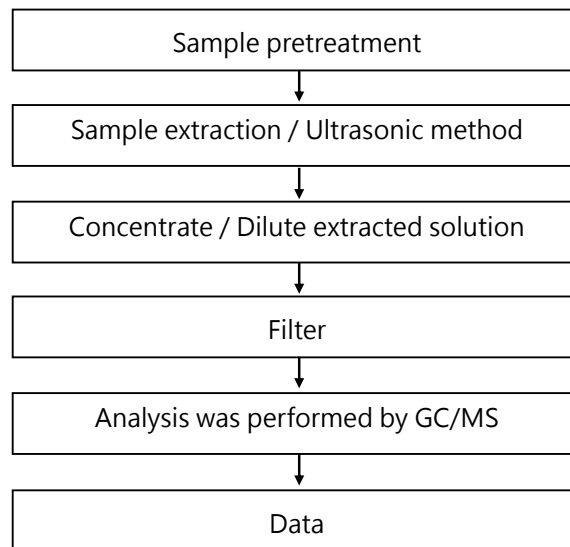 Sample pretreatment
Sample extraction / Ultrasonic method
Concentrate / Dilute extracted solution
Filter
Analysis was performed by GC/MS
Data